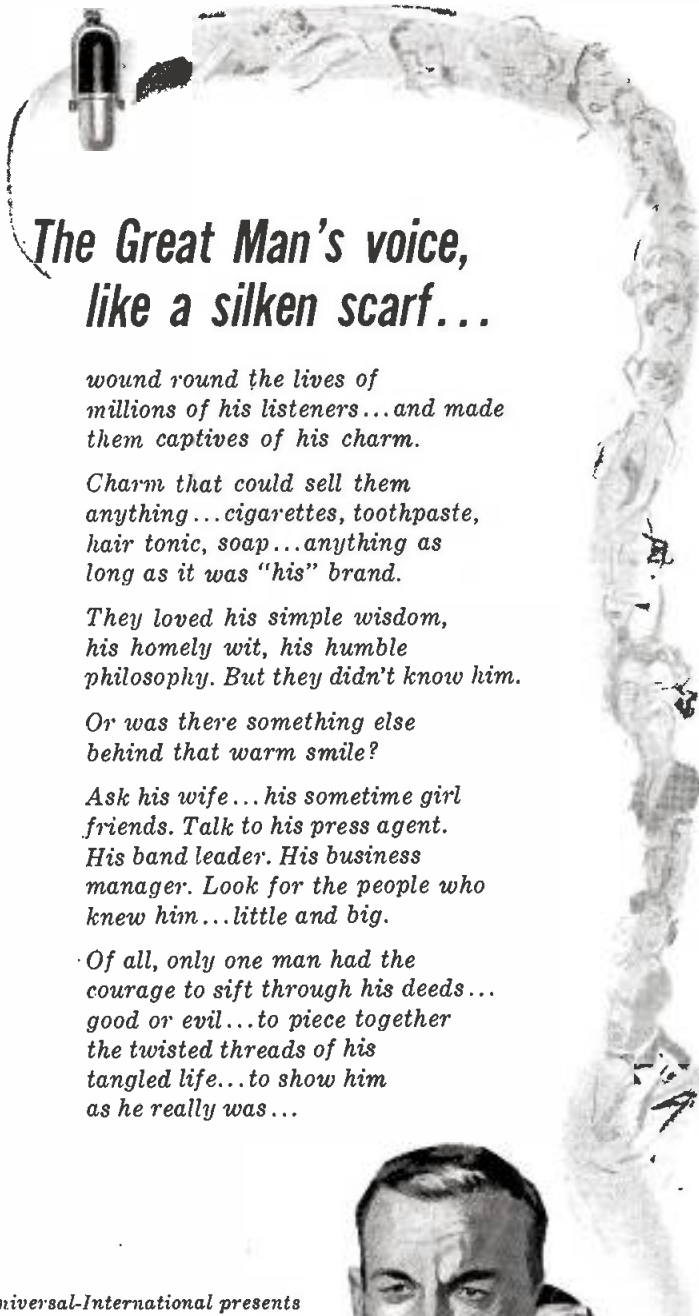 The Great Man's voice,
like a silken scarf...
wound round the lives of
millions of his listeners...and made
them captives of his charm.
Charm that could sell them
anything...cigarettes, toothpaste,
hair tonic, soap...anything as
long as it was "his" brand.
They loved his simple wisdom,
his homely wit, his humble
philosophy. But they didn't know him.
Or was there something else
behind that warm smile?
Ask his wife...his sometime girl
friends. Talk to his press agent.
His band leader. His business
manager. Look for the people who
knew him...little and big.
Of all, only one man had the
courage to sift through his deeds...
good or evil...to piece together
the twisted threads of his
tangled life...to show him
as he really was...
niversal-International presents